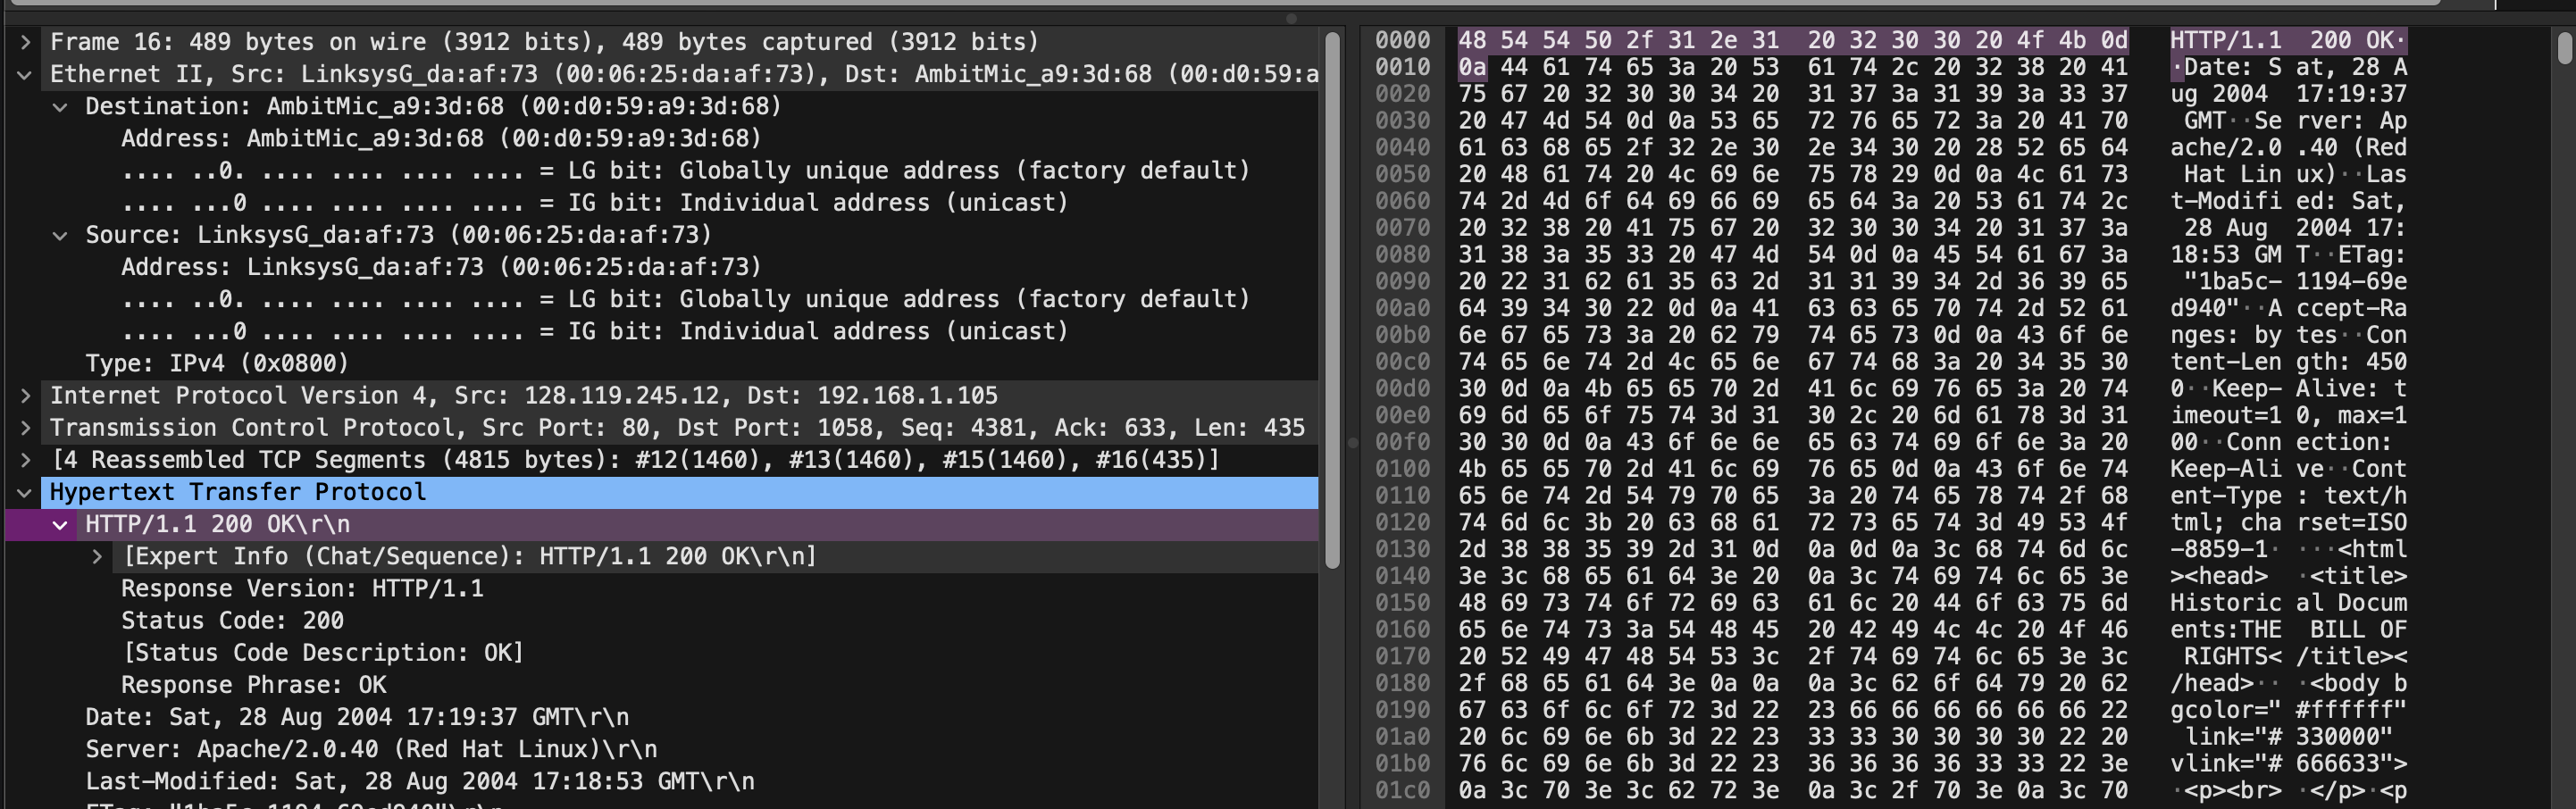 Frame 16: 489 bytes on wire (3912 bits), 489 bytes captured (3912 bits)
Ethernet II, Src: LinksysG_da:af:73 (00:06:25:da:af:73), Dst: AmbitMic_a9:3d:68 (00:d0:59:a
Destination: AmbitMic_a9:3d:68 (00:d0:59:a9:3d:68)
Address: AmbitMic_a9:3d:68 (00:d0:59:a9:3d:68)
.... ..0. .... .... .... .... = LG bit: Globally unique address (factory default)
.... ...0 .... .... .... .... = IG bit: Individual address (unicast)
Source: LinksysG_da:af:73 (00:06:25:da:af:73)
Address: LinksysG_da:af:73 (00:06:25:da:af:73)
.... ..0. .... .... .... .... = LG bit: Globally unique address (factory default)
.... ...0 .... .... .... .... = IG bit: Individual address (unicast)
Type: IPv4 (0x0800)
Internet Protocol Version 4, Src: 128.119.245.12, Dst: 192.168.1.105
Transmission Control Protocol, Src Port: 80, Dst Port: 1058, Seq: 4381, Ack: 633, Len: 435
[4 Reassembled TCP Segments (4815 bytes): #12(1460), #13(1460), #15(1460), #16(435)]
Hypertext Transfer Protocol
HTTP/1.1 200 OK\r\n
[Expert Info (Chat/Sequence): HTTP/1.1 200 OK\r\n]
Response Version: HTTP/1.1
Status Code: 200
[Status Code Description: OK]
Response Phrase: OK
Date: Sat, 28 Aug 2004 17:19:37 GMT\r\n
Server: Apache/2.0.40 (Red Hat Linux)\r\n
Last-Modified: Sat, 28 Aug 2004 17:18:53 GMT\r\n
ETag: "1ba5c-1194-69ed940"\r\n
0000 48 54 54 50 2f 31 2e 31 20 32 30 30 20 4f 4b 0d HTTP/1.1 200 OK·
0010 0a 44 61 74 65 3a 20 53 61 74 2c 20 32 38 20 41 ·Date: S at, 28 A
0020 75 67 20 32 30 30 34 20 31 37 3a 31 39 3a 33 37 ug 2004 17:19:37
0030 20 47 4d 54 0d 0a 53 65 72 76 65 72 3a 20 41 70 GMT··Se rver: Ap
0040 61 63 68 65 2f 32 2e 30 2e 34 30 20 28 52 65 64 ache/2.0 .40 (Red
0050 20 48 61 74 20 4c 69 6e 75 78 29 0d 0a 4c 61 73 Hat Lin ux)··Las
0060 74 2d 4d 6f 64 69 66 69 65 64 3a 20 53 61 74 2c t-Modifi ed: Sat,
0070 20 32 38 20 41 75 67 20 32 30 30 34 20 31 37 3a 28 Aug 2004 17:
0080 31 38 3a 35 33 20 47 4d 54 0d 0a 45 54 61 67 3a 18:53 GM T··ETag:
0090 20 22 31 62 61 35 63 2d 31 31 39 34 2d 36 39 65 "1ba5c- 1194-69e
00a0 64 39 34 30 22 0d 0a 41 63 63 65 70 74 2d 52 61 d940"··A ccept-Ra
00b0 6e 67 65 73 3a 20 62 79 74 65 73 0d 0a 43 6f 6e nges: by tes··Con
00c0 74 65 6e 74 2d 4c 65 6e 67 74 68 3a 20 34 35 30 tent-Len gth: 450
00d0 30 0d 0a 4b 65 65 70 2d 41 6c 69 76 65 3a 20 74 0··Keep- Alive: t
00e0 69 6d 65 6f 75 74 3d 31 30 2c 20 6d 61 78 3d 31 imeout=1 0, max=1
00f0 30 30 0d 0a 43 6f 6e 6e 65 63 74 69 6f 6e 3a 20 00··Conn ection:
0100 4b 65 65 70 2d 41 6c 69 76 65 0d 0a 43 6f 6e 74 Keep-Ali ve··Cont
0110 65 6e 74 2d 54 79 70 65 3a 20 74 65 78 74 2f 68 ent-Type : text/h
0120 74 6d 6c 3b 20 63 68 61 72 73 65 74 3d 49 53 4f tml; cha rset=ISO
0130 2d 38 38 35 39 2d 31 0d 0a 0d 0a 3c 68 74 6d 6c -8859-1· ···<html
0140 3e 3c 68 65 61 64 3e 20 0a 3c 74 69 74 6c 65 3e ><head> ·<title>
0150 48 69 73 74 6f 72 69 63 61 6c 20 44 6f 63 75 6d Historic al Docum
0160 65 6e 74 73 3a 54 48 45 20 42 49 4c 4c 20 4f 46 ents:THE BILL OF
0170 20 52 49 47 48 54 53 3c 2f 74 69 74 6c 65 3e 3c RIGHTS< /title><
0180 2f 68 65 61 64 3e 0a 0a 0a 3c 62 6f 64 79 20 62 /head>·· ·<body b
0190 67 63 6f 6c 6f 72 3d 22 23 66 66 66 66 66 66 22 gcolor=" #ffffff"
01a0 20 6c 69 6e 6b 3d 22 23 33 33 30 30 30 30 22 20 link="# 330000"
01b0 76 6c 69 6e 6b 3d 22 23 36 36 36 36 33 33 22 3e vlink="# 666633">
01c0 0a 3c 70 3e 3c 62 72 3e 0a 3c 2f 70 3e 0a 3c 70 ·<p><br> ·</p>·<p